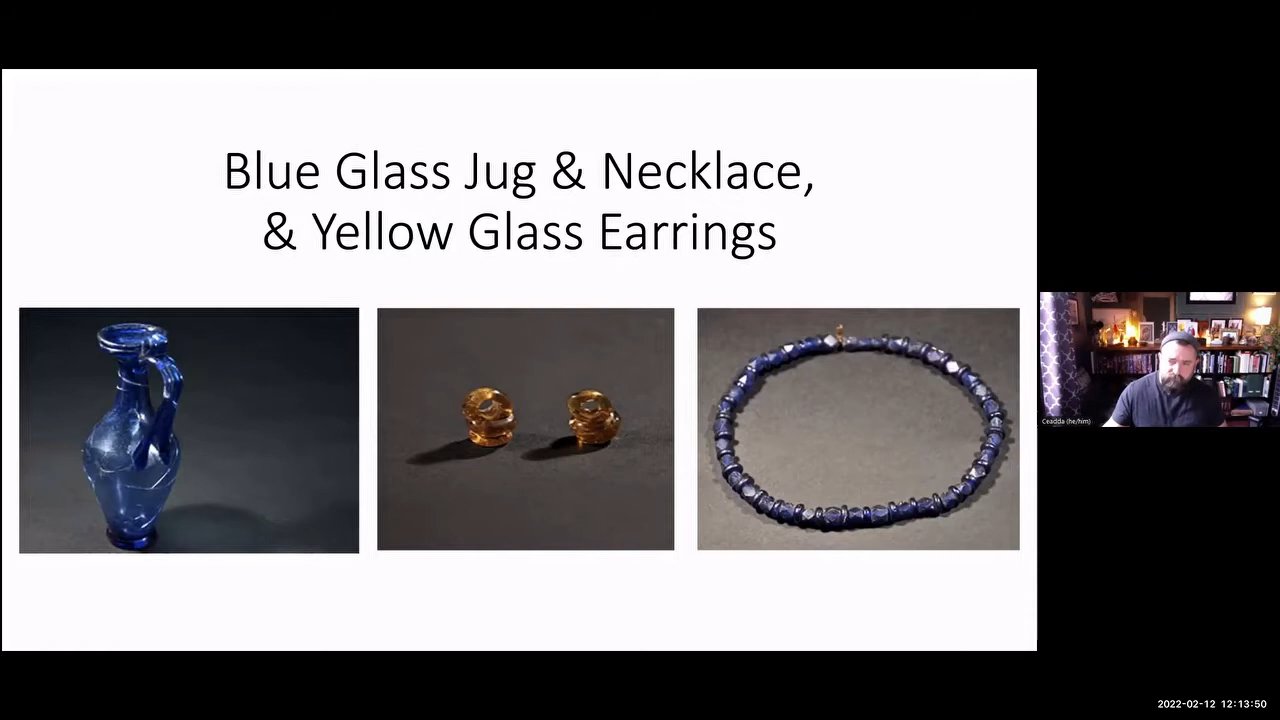 Blue Glass Jug & Necklace,
& Yellow Glass Earrings
Ceadda (he/him)
2022-02-12 12:13:50